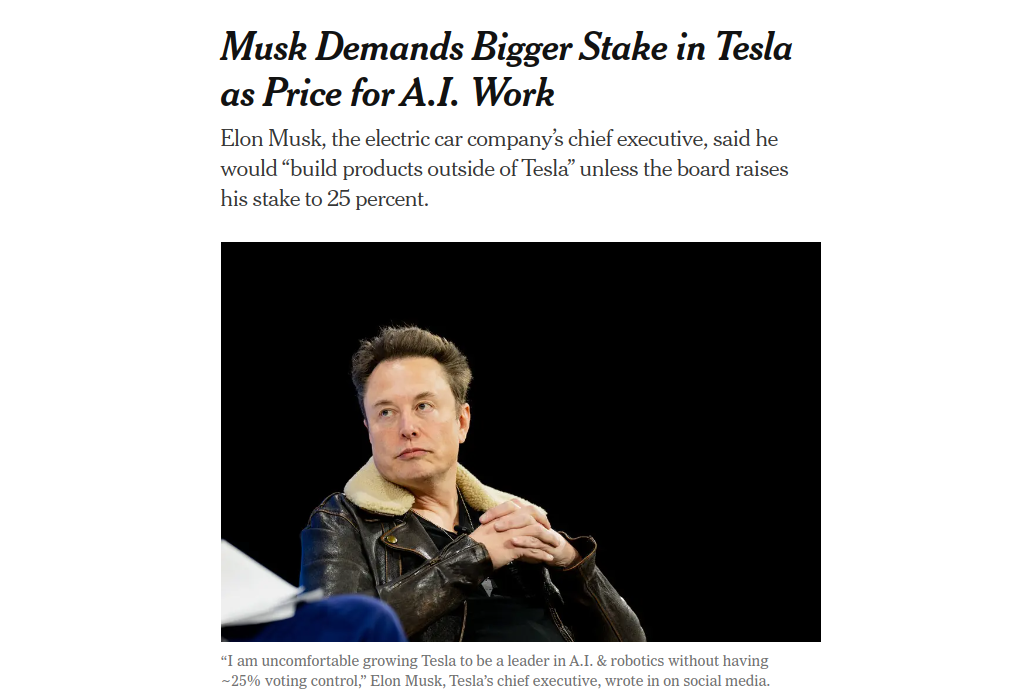 Musk Demands Bigger Stake in Tesla
as Price for A.I. Work
Elon Musk, the electric car company’s chief executive, said he
would “build products outside of Tesla” unless the board raises
his stake to 25 percent.
“I am uncomfortable growing Tesla to be a leader in A.I. & robotics without having
~25% voting control,” Elon Musk, Tesla’s chief executive, wrote in on social media.